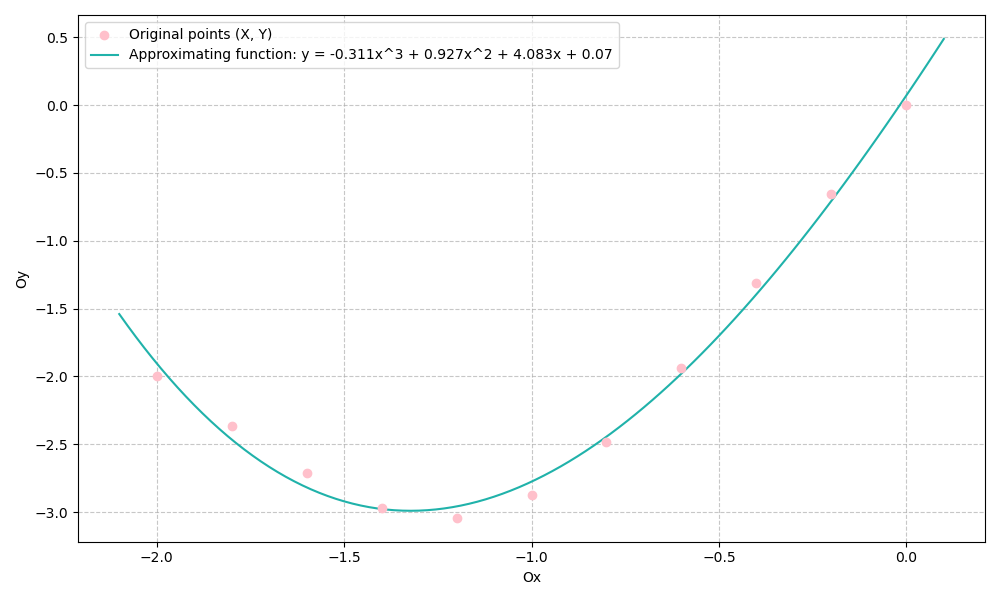 Original points (X, Y)
Approximating function: y = -0.311x^3 + 0.927x^2 + 4.083x + 0.07
0.5
0.0
−0.5
−1.0
−1.5
−2.0
−2.5
−3.0
Oy
−2.0 −1.5 −1.0 −0.5 0.0
Ox